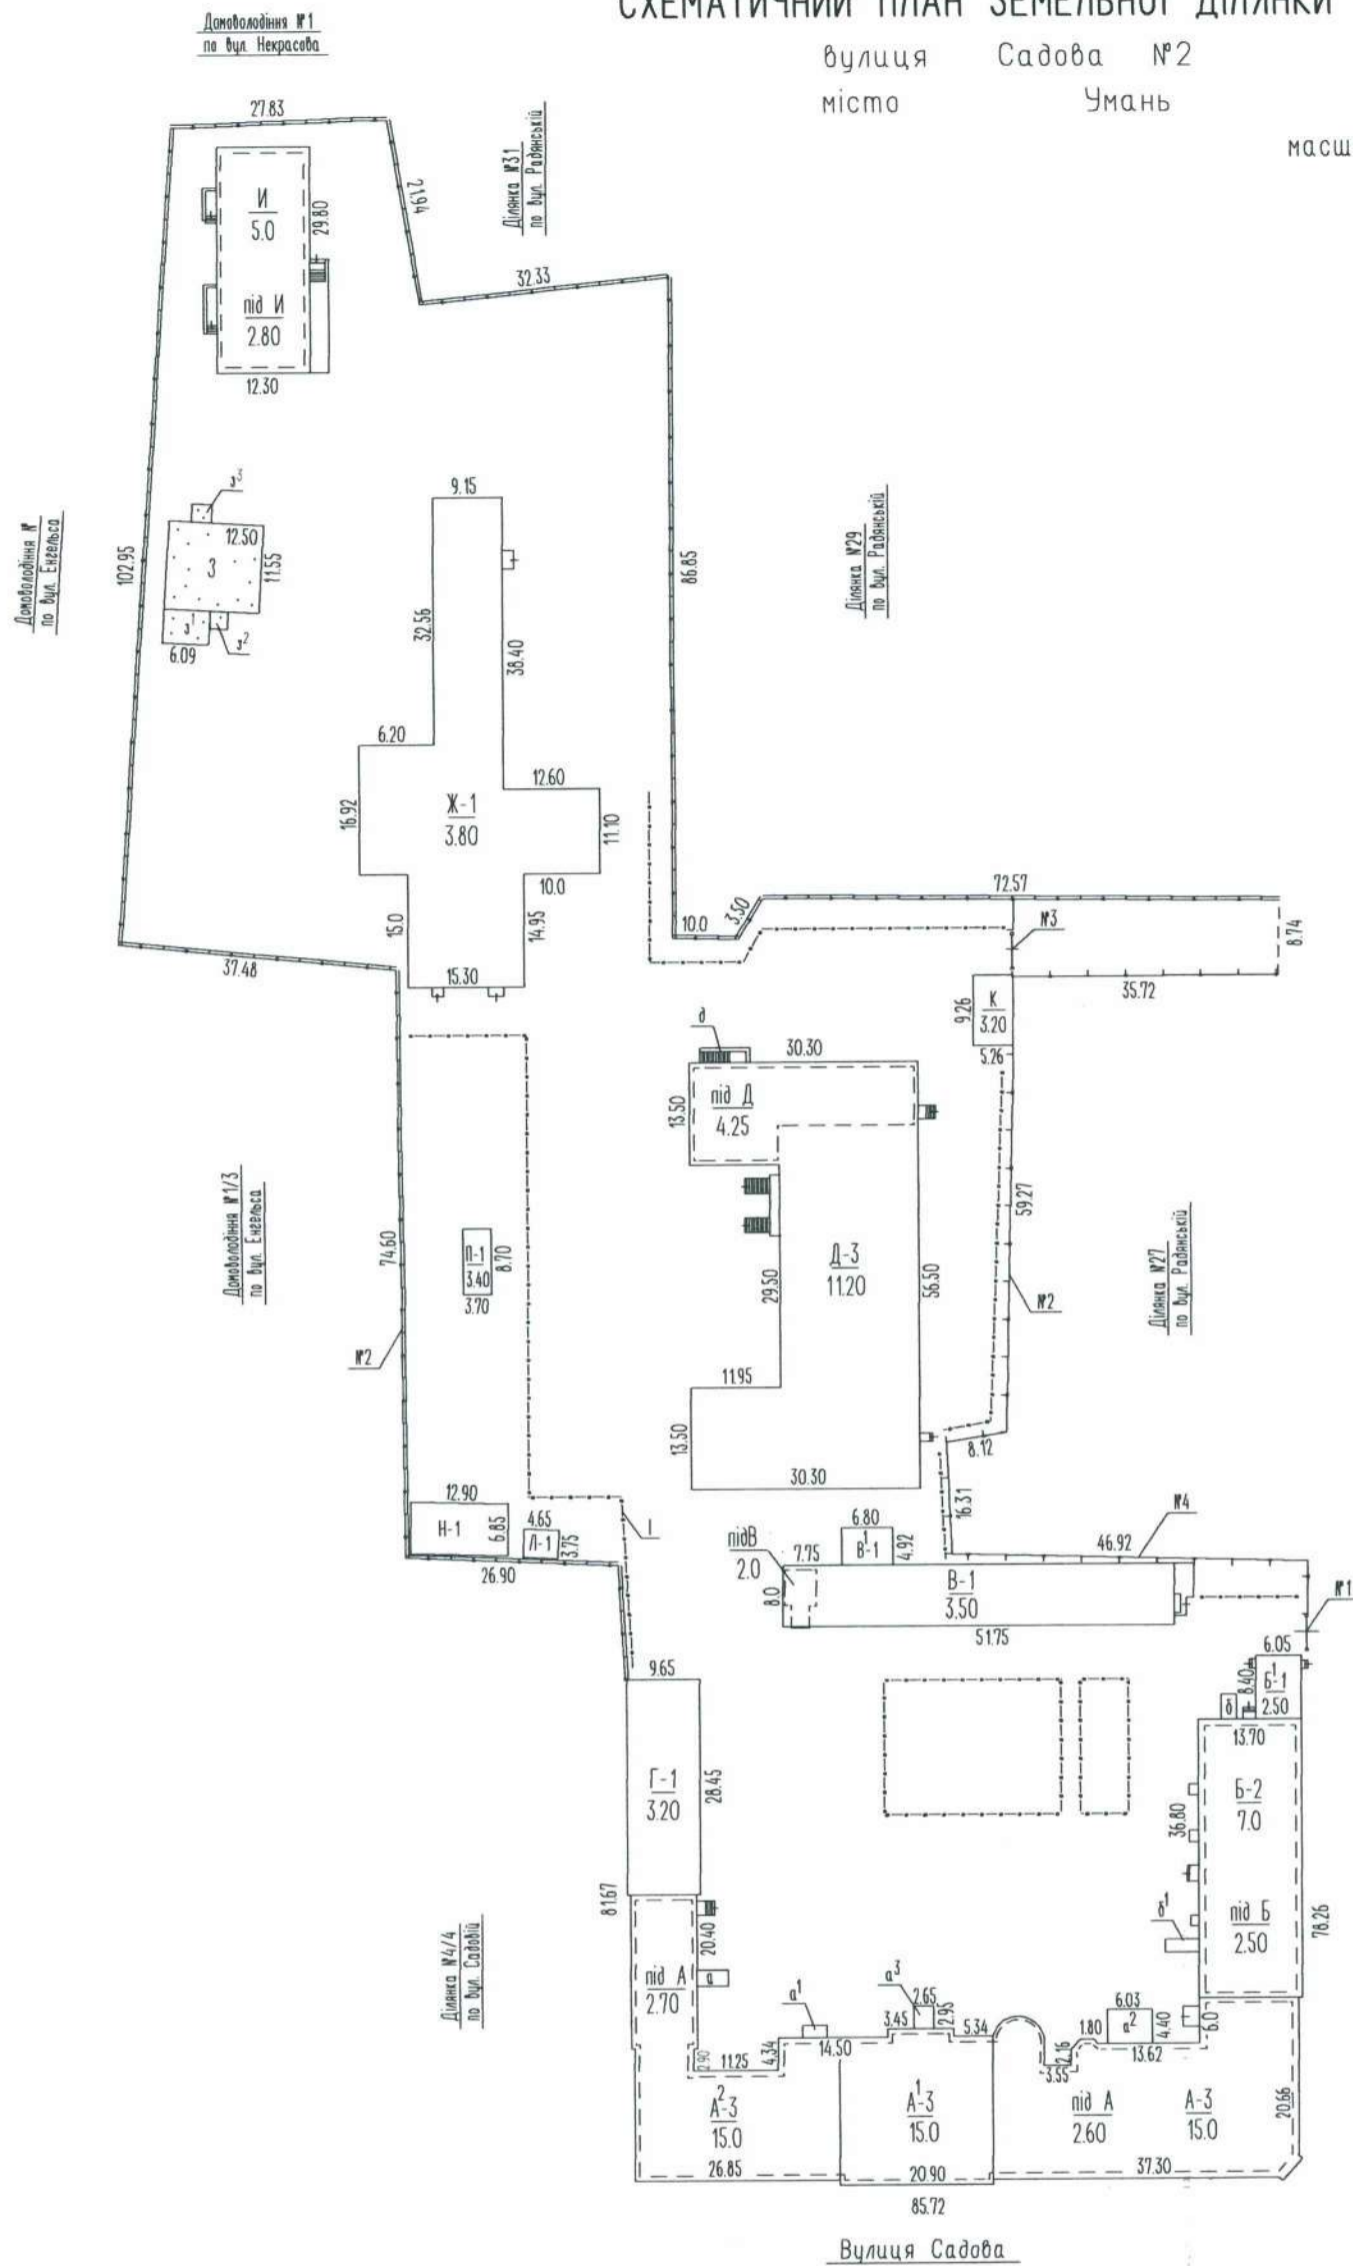 СХЕМАТИЧНИЙ ПЛАН ЗЕМЕЛЬНОЇ ДІЛЯНКИ
вулиця Садова №2
місто Умань
масш
Домоволодіння №1
по вул. Некрасова
27.83
21.94
Ділянка №31
по вул. Радянській
32.33
И
5.0
29.80
під И
2.80
12.30
102.95
Домоволодіння №
по вул. Енгельса
з³
12.50
З
11.55
з¹
з²
6.09
9.15
32.56
38.40
86.85
Ділянка №29
по вул. Радянській
6.20
12.60
16.92
Ж-1
3.80
11.10
10.0
15.0
14.95
15.30
37.48
10.0
3.50
72.57
№3
8.74
35.72
К
3.20
9.26
5.26
д
30.30
13.50
під Д
4.25
Домоволодіння №1/3
по вул. Енгельса
74.60
П-1
3.40
8.70
3.70
29.50
Д-3
11.20
56.50
59.27
№2
Ділянка №27
по вул. Радянській
№2
11.95
13.50
30.30
8.12
16.31
12.90
Н-1
6.85
4.65
Л-1
3.75
26.90
І
підВ
2.0
7.75
8.0
6.80
В¹-1
4.92
В-1
3.50
51.75
46.92
№4
№1
9.65
6.05
8.40
Б¹-1
2.50
б
13.70
Г-1
3.20
28.45
Б-2
7.0
36.80
81.67
під Б
2.50
78.26
б¹
Ділянка №4/4
по вул. Садовій
під А
2.70
20.40
а
а¹
а³
2.65
3.45
2.95
5.34
6.03
1.80
а²
4.40
6.0
2.90
11.25
4.34
14.50
2.16
3.55
13.62
А²-3
15.0
А¹-3
15.0
під А
2.60
А-3
15.0
20.66
26.85
20.90
37.30
85.72
Вулиця Садова